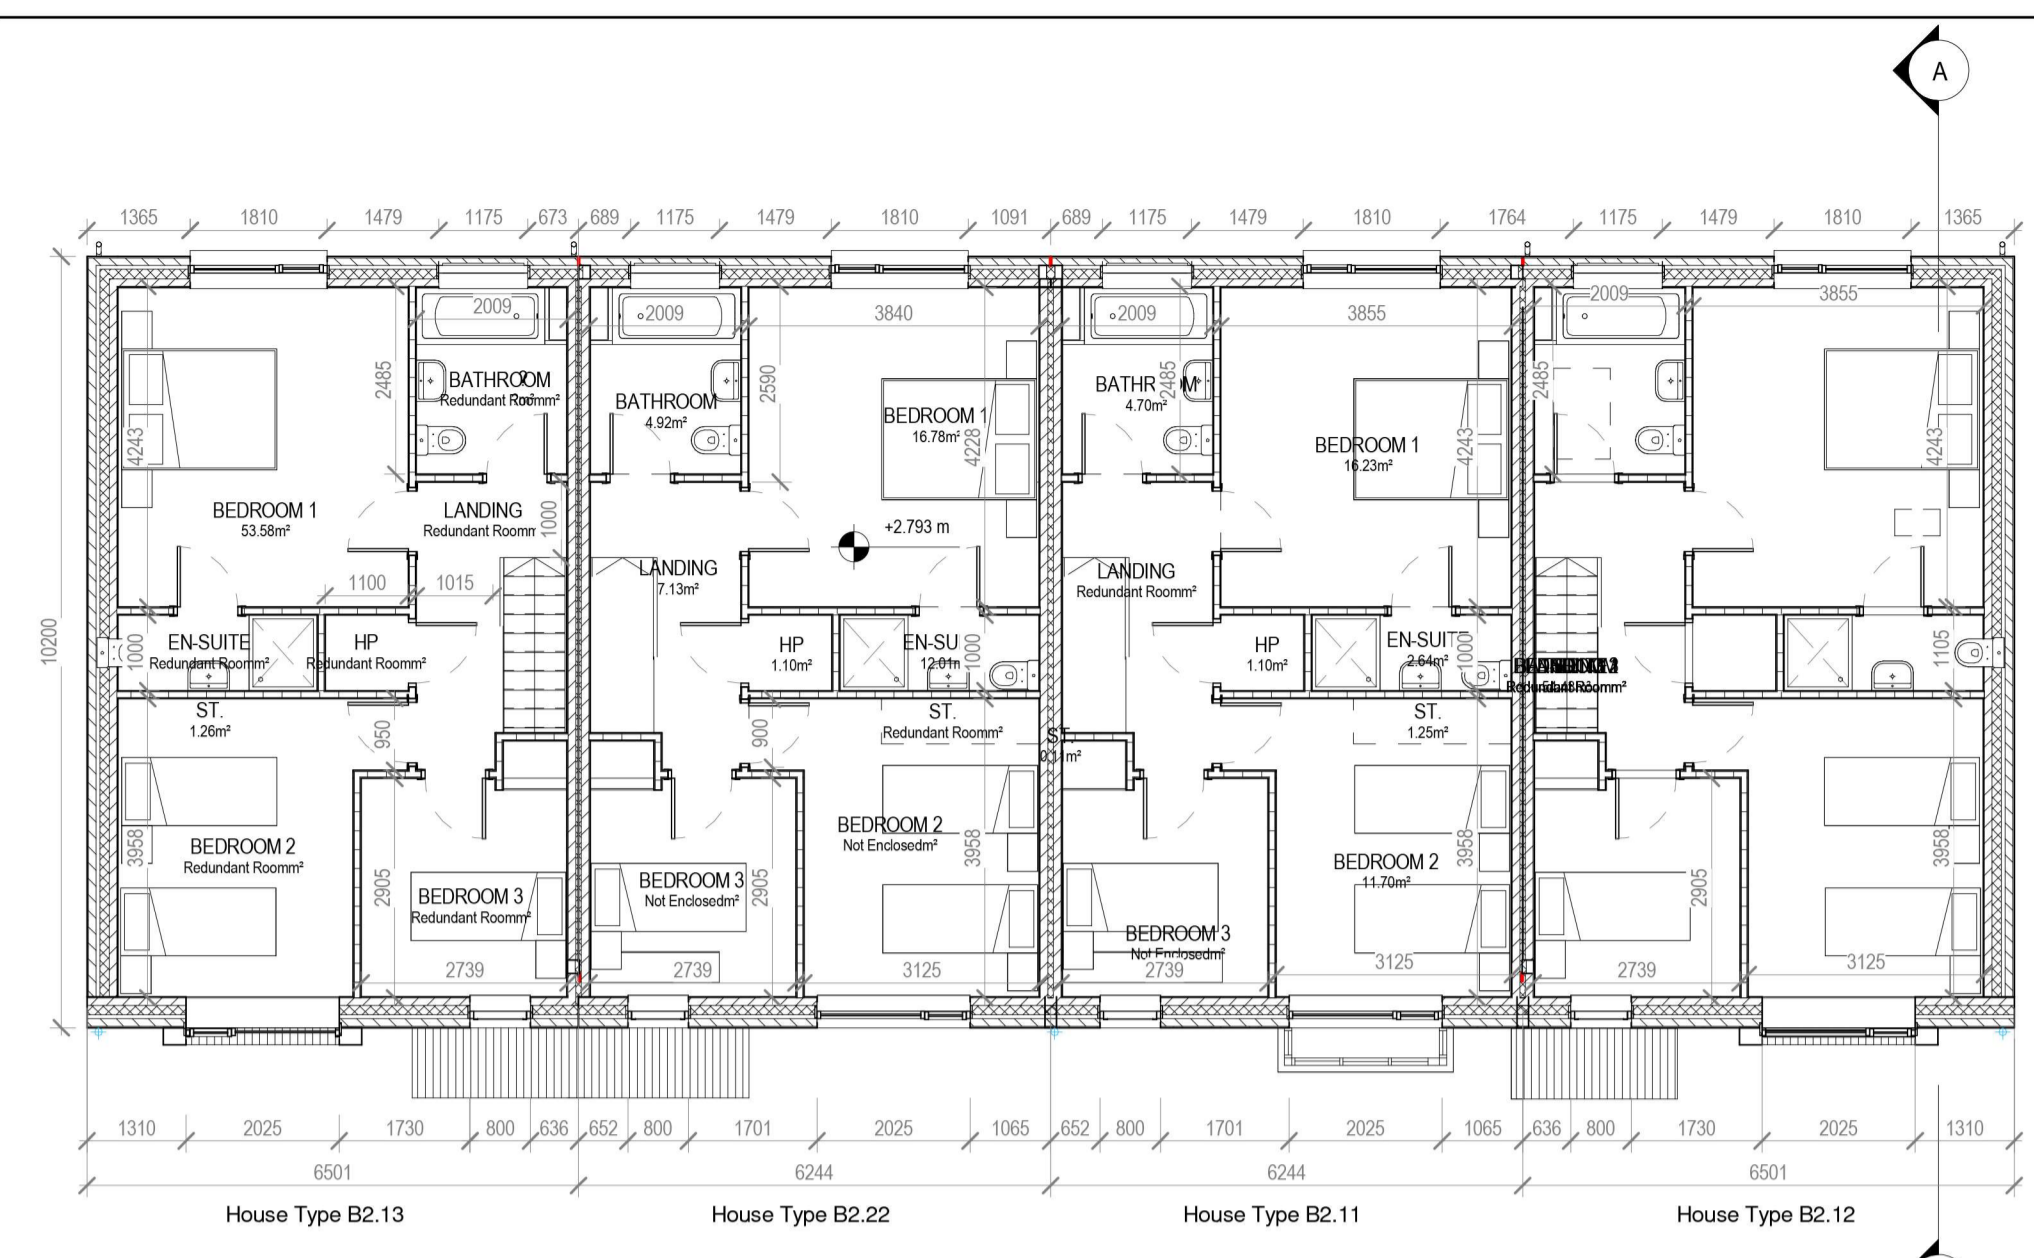 A
1365 1810 1479 1175 673 689 1175 1479 1810 1091 689 1175 1479 1810 1764 1175 1479 1810 1365
2009 2009 3840 2009 3855 2009 3855
10200
4243
2485
BATHROOM
Redundant Roomm²
BEDROOM 1
53.58m²
LANDING
Redundant Roomm²
1000
1100 1015
EN-SUITE
Redundant Roomm²
1000
HP
Redundant Roomm²
ST.
1.26m²
950
BEDROOM 2
Redundant Roomm²
3958
2905
BEDROOM 3
Redundant Roomm²
2739
BATHROOM
4.92m²
2590
BEDROOM 1
16.78m²
4228
+2.793 m
LANDING
7.13m²
HP
1.10m²
EN-SU
12.01m
1000
ST.
Redundant Roomm²
900
BEDROOM 2
Not Enclosedm²
3958
BEDROOM 3
Not Enclosedm²
2905
2739 3125
BATHR M
4.70m²
2485
BEDROOM 1
16.23m²
4243
LANDING
Redundant Roomm²
HP
1.10m²
EN-SUITE
2.64m²
1000
ST.
0.11m²
ST.
1.25m²
BEDROOM 2
11.70m²
3958
BEDROOM 3
Not Enclosedm²
2739 3125
2485
4243
1105
3958
2905
2739 3125
1310 2025 1730 800 636 652 800 1701 2025 1065 652 800 1701 2025 1065 636 800 1730 2025 1310
6501 6244 6244 6501
House Type B2.13 House Type B2.22 House Type B2.11 House Type B2.12